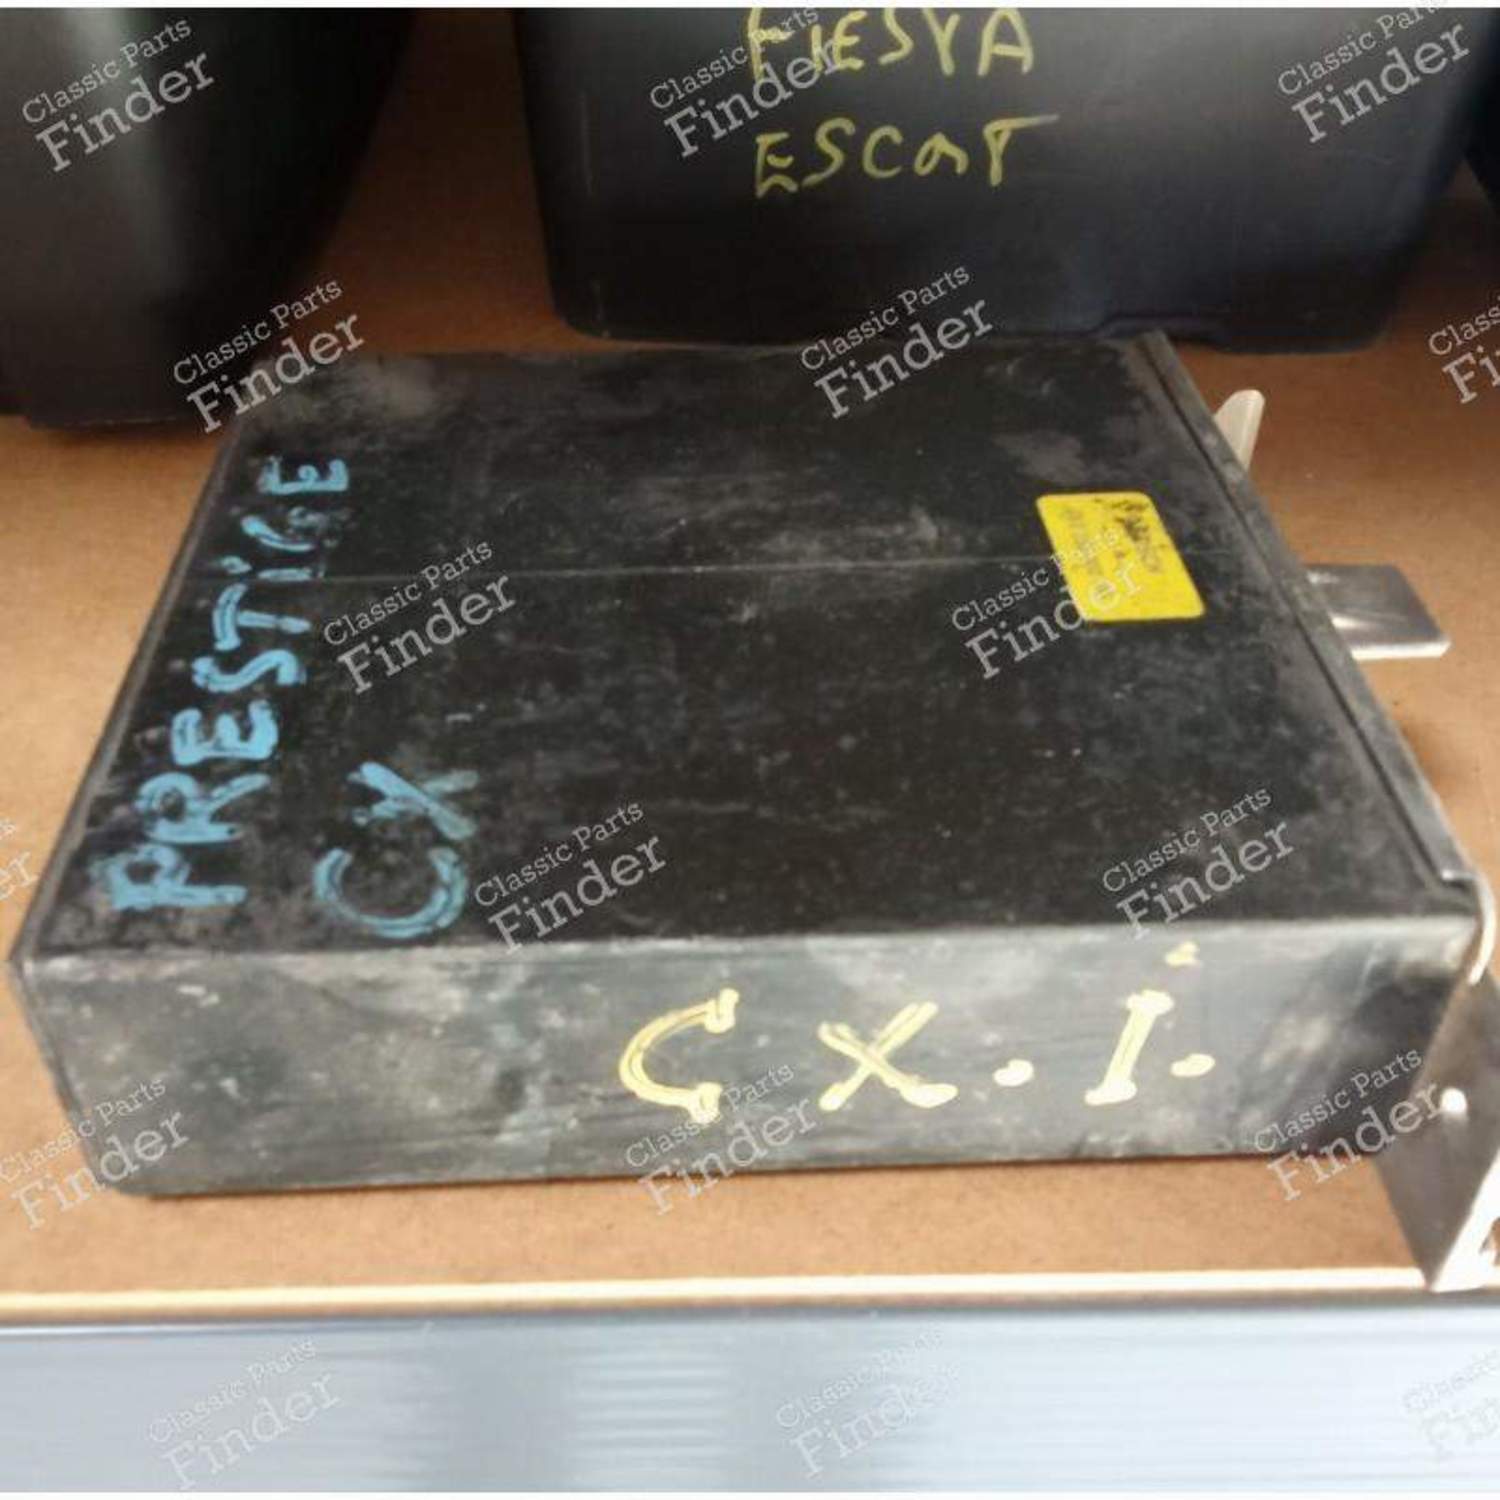 FIESTA
ESCORT
PRESTIGE
CX
CX.I.
Classic Parts
Finder